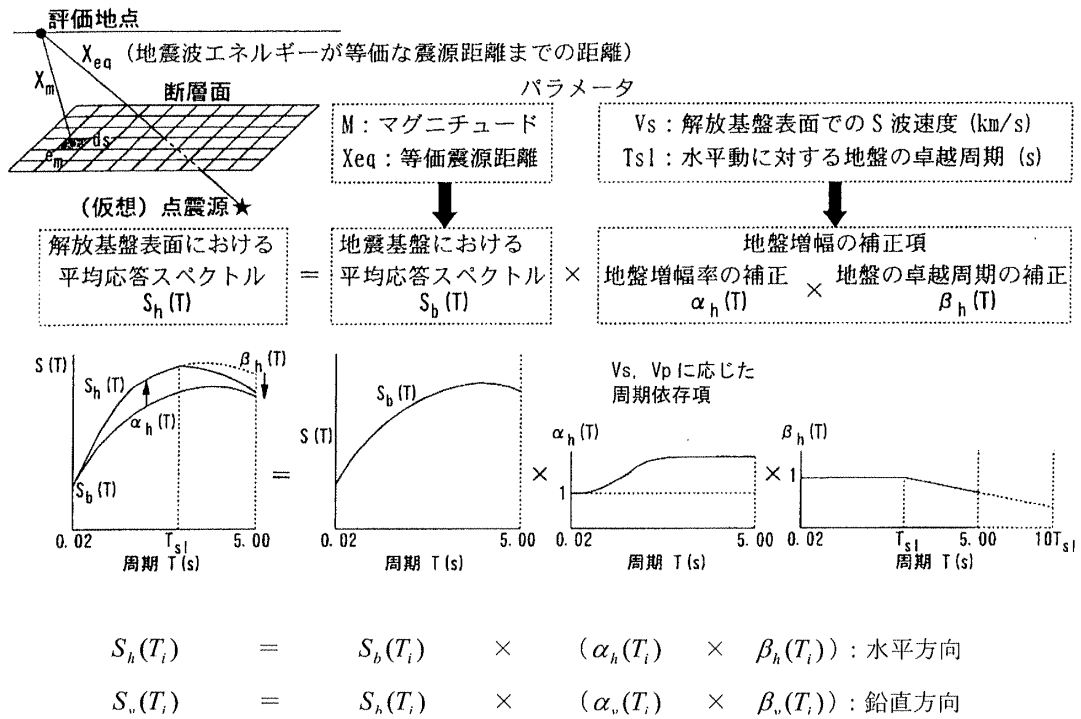 評価地点
Xeq (地震波エネルギーが等価な震源距離までの距離)
Xm
断層面
ds
em
(仮想) 点震源★
パラメータ
M：マグニチュード
Xeq：等価震源距離
Vs：解放基盤表面でのS波速度 (km/s)
Tsl：水平動に対する地盤の卓越周期 (s)
解放基盤表面における
平均応答スペクトル
Sh(T)
=
地震基盤における
平均応答スペクトル
Sb(T)
×
地盤増幅の補正項
地盤増幅率の補正 × 地盤の卓越周期の補正
αh(T) βh(T)
S(T)
βh(T)
Sh(T)
αh(T)
Sb(T)
0.02 Tsl 5.00
周期 T(s)
=
S(T)
Sb(T)
0.02 5.00
周期 T(s)
×
Vs, Vpに応じた
周期依存項
αh(T)
1
0.02 5.00
周期 T(s)
×
βh(T)
1
0.02 Tsl 5.00 10Tsl
周期 T(s)
Sh(Ti) = Sb(Ti) × (αh(Ti) × βh(Ti))：水平方向
Sv(Ti) = Sb(Ti) × (αv(Ti) × βv(Ti))：鉛直方向